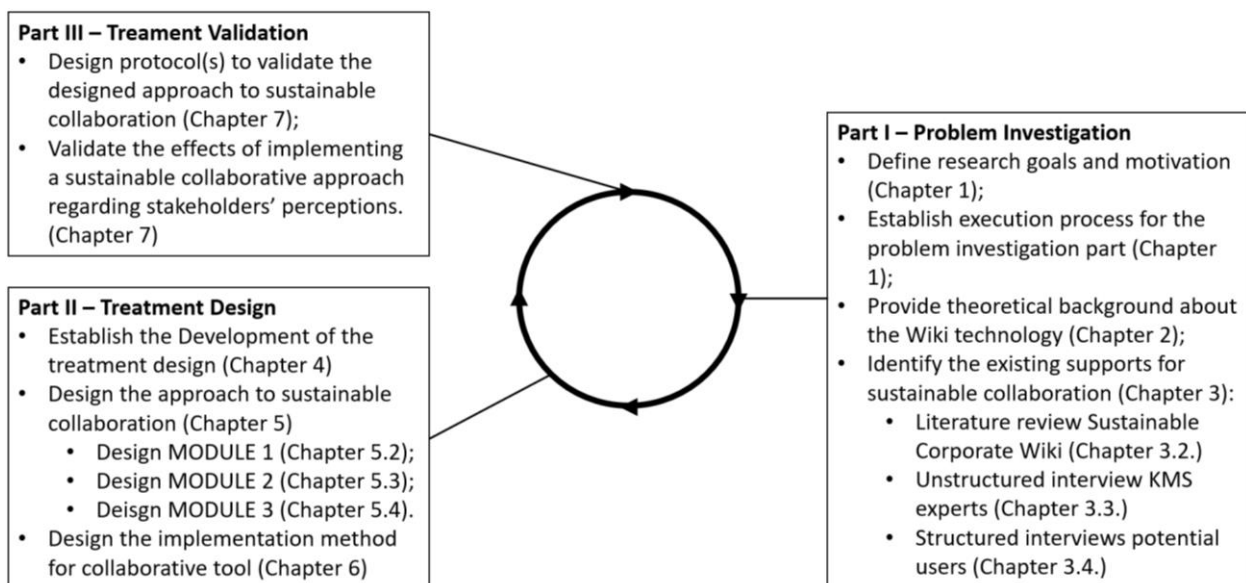 Part III – Treament Validation
• Design protocol(s) to validate the
designed approach to sustainable
collaboration (Chapter 7);
• Validate the effects of implementing
a sustainable collaborative approach
regarding stakeholders’ perceptions.
(Chapter 7)
Part II – Treatment Design
• Establish the Development of the
treatment design (Chapter 4)
• Design the approach to sustainable
collaboration (Chapter 5)
• Design MODULE 1 (Chapter 5.2);
• Design MODULE 2 (Chapter 5.3);
• Deisgn MODULE 3 (Chapter 5.4).
• Design the implementation method
for collaborative tool (Chapter 6)
Part I – Problem Investigation
• Define research goals and motivation
(Chapter 1);
• Establish execution process for the
problem investigation part (Chapter
1);
• Provide theoretical background about
the Wiki technology (Chapter 2);
• Identify the existing supports for
sustainable collaboration (Chapter 3):
• Literature review Sustainable
Corporate Wiki (Chapter 3.2.)
• Unstructured interview KMS
experts (Chapter 3.3.)
• Structured interviews potential
users (Chapter 3.4.)